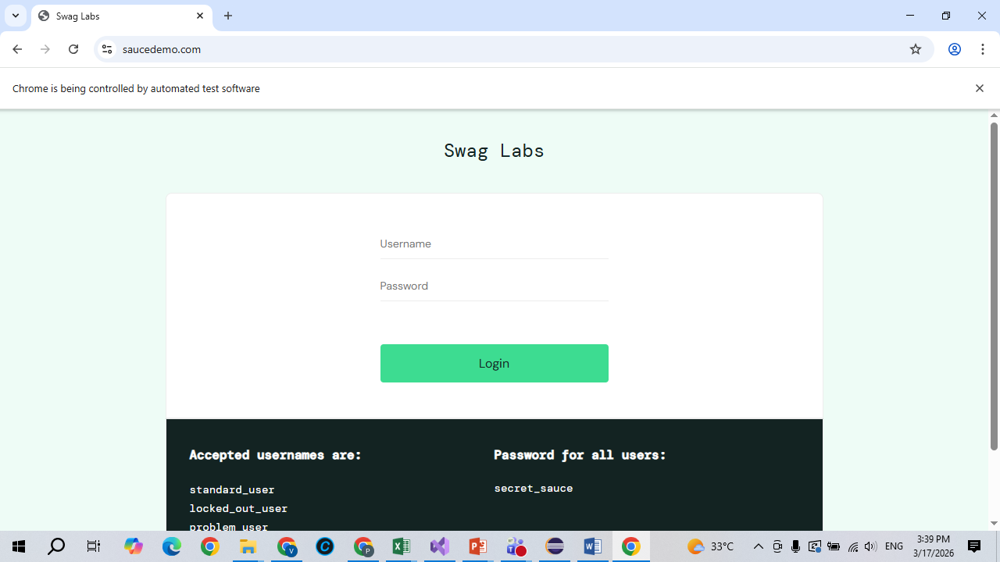 Swag Labs
saucedemo.com
Chrome is being controlled by automated test software
Swag Labs
Username
Password
Login
Accepted usernames are:
standard_user
locked_out_user
problem_user
Password for all users:
secret_sauce
33°C
ENG
3:39 PM
3/17/2026